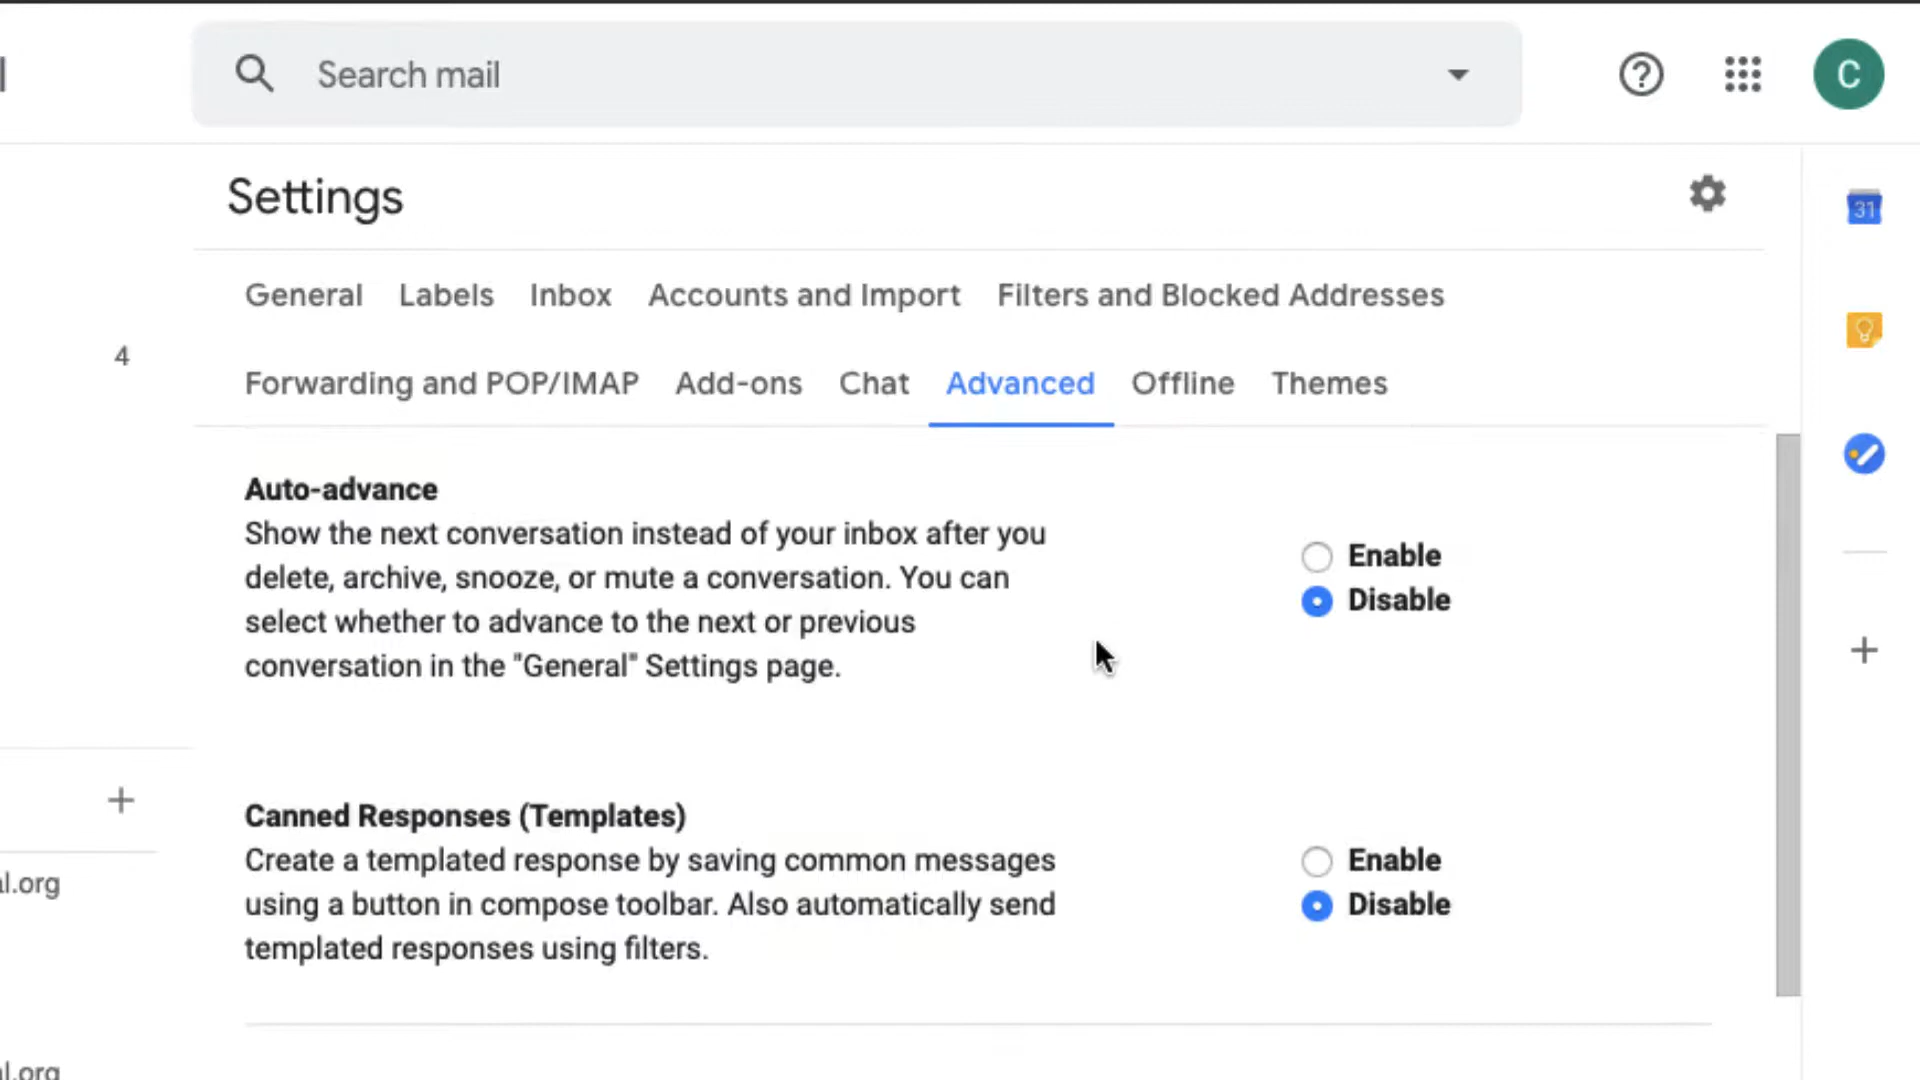 Search mail
C
Settings
31
General Labels Inbox Accounts and Import Filters and Blocked Addresses
4
Forwarding and POP/IMAP Add-ons Chat Advanced Offline Themes
Auto-advance
Show the next conversation instead of your inbox after you
delete, archive, snooze, or mute a conversation. You can
select whether to advance to the next or previous
conversation in the "General" Settings page.
Enable
Disable
Canned Responses (Templates)
Create a templated response by saving common messages
using a button in compose toolbar. Also automatically send
templated responses using filters.
Enable
Disable
l.org
al.org